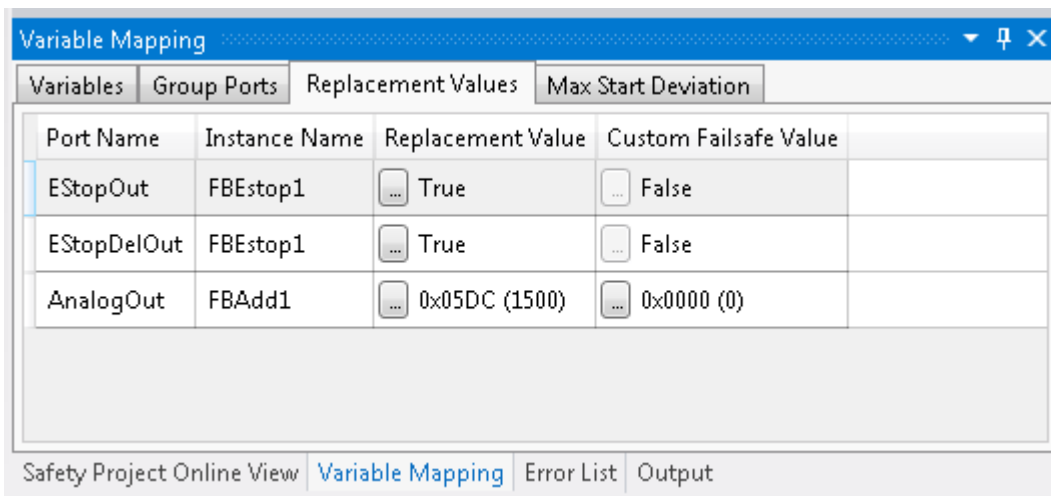 Variable Mapping
Variables Group Ports Replacement Values Max Start Deviation
Port Name Instance Name Replacement Value Custom Failsafe Value
EStopOut FBEstop1 ... True ... False
EStopDelOut FBEstop1 ... True ... False
AnalogOut FBAdd1 ... 0x05DC (1500) ... 0x0000 (0)
Safety Project Online View Variable Mapping Error List Output